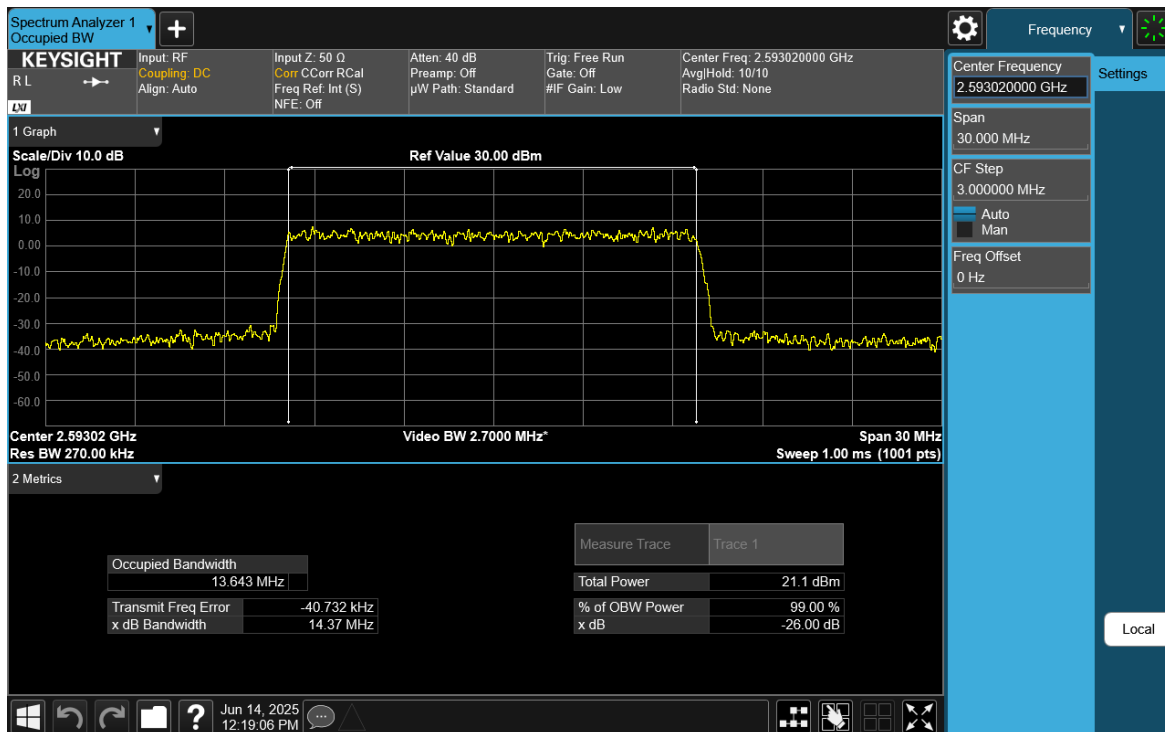 Spectrum Analyzer 1
Occupied BW
Frequency
KEYSIGHT
R L
LXI
Input: RF
Coupling: DC
Align: Auto
Input Z: 50 Ω
Corr CCorr RCal
Freq Ref: Int (S)
NFE: Off
Atten: 40 dB
Preamp: Off
µW Path: Standard
Trig: Free Run
Gate: Off
#IF Gain: Low
Center Freq: 2.593020000 GHz
Avg|Hold: 10/10
Radio Std: None
Center Frequency
2.593020000 GHz
Settings
Span
30.000 MHz
CF Step
3.000000 MHz
Auto
Man
Freq Offset
0 Hz
Local
1 Graph
Scale/Div 10.0 dB
Ref Value 30.00 dBm
Log
20.0
10.0
0.00
-10.0
-20.0
-30.0
-40.0
-50.0
-60.0
Center 2.59302 GHz
Video BW 2.7000 MHz*
Span 30 MHz
Res BW 270.00 kHz
Sweep 1.00 ms (1001 pts)
2 Metrics
Measure Trace
Trace 1
Occupied Bandwidth
13.643 MHz
Total Power
21.1 dBm
Transmit Freq Error
-40.732 kHz
% of OBW Power
99.00 %
x dB Bandwidth
14.37 MHz
x dB
-26.00 dB
?
Jun 14, 2025
12:19:06 PM